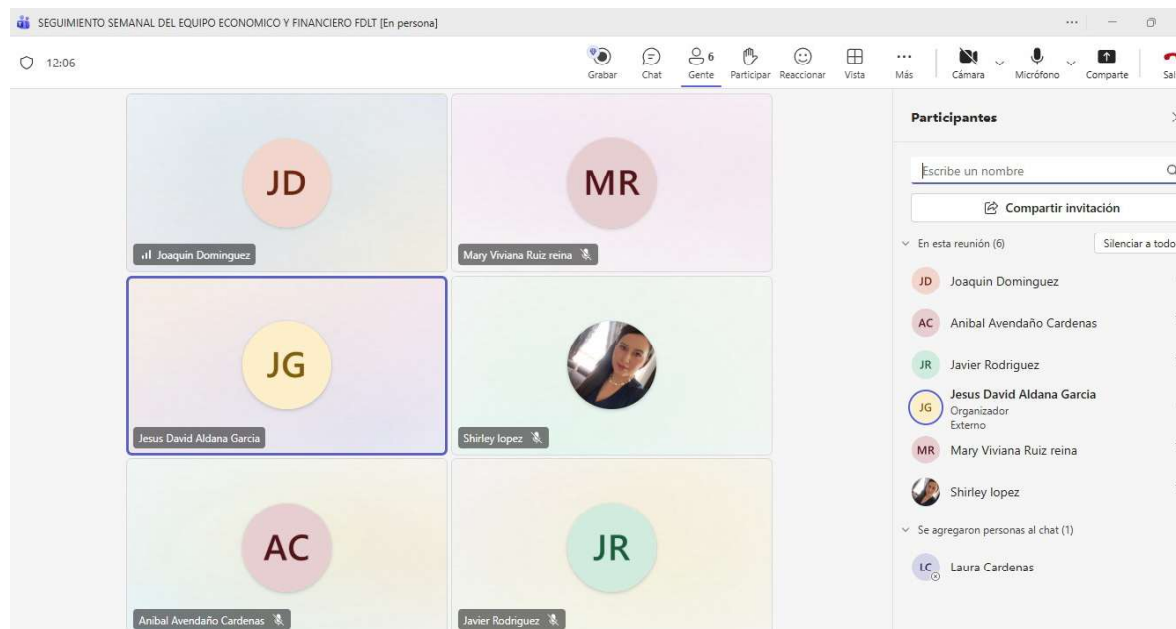 SEGUIMIENTO SEMANAL DEL EQUIPO ECONOMICO Y FINANCIERO FDLT [En persona]
12:06
Grabar
Chat
6
Gente
Participar
Reaccionar
Vista
Más
Cámara
Micrófono
Comparte
Sal
JD
Joaquin Dominguez
MR
Mary Viviana Ruiz reina
JG
Jesus David Aldana Garcia
Shirley lopez
AC
Anibal Avendaño Cardenas
JR
Javier Rodriguez
Participantes
Escribe un nombre
Compartir invitación
En esta reunión (6)
Silenciar a todo
JD Joaquin Dominguez
AC Anibal Avendaño Cardenas
JR Javier Rodriguez
JG Jesus David Aldana Garcia
Organizador
Externo
MR Mary Viviana Ruiz reina
Shirley lopez
Se agregaron personas al chat (1)
LC Laura Cardenas